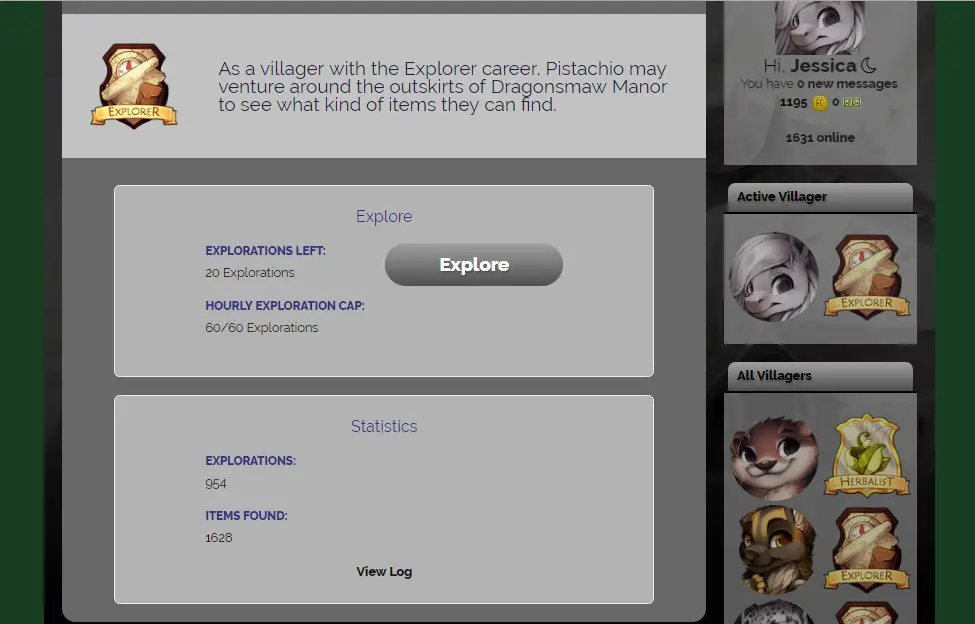 EXPLORER
As a villager with the Explorer career, Pistachio may
venture around the outskirts of Dragonsmaw Manor
to see what kind of items they can find.
Explore
EXPLORATIONS LEFT:
20 Explorations
Explore
HOURLY EXPLORATION CAP:
60/60 Explorations
Statistics
EXPLORATIONS:
954
ITEMS FOUND:
1628
View Log
Hi, Jessica
You have 0 new messages
1195 FC 0
1631 online
Active Villager
EXPLORER
All Villagers
HERBALIST
EXPLORER